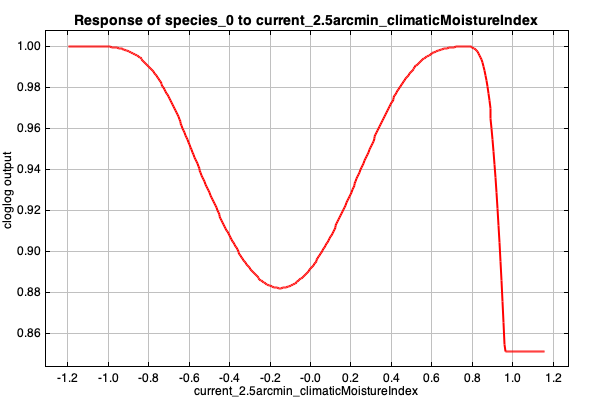 Response of species_0 to current_2.5arcmin_climaticMoistureIndex
cloglog output
1.00
0.98
0.96
0.94
0.92
0.90
0.88
0.86
-1.2 -1.0 -0.8 -0.6 -0.4 -0.2 -0.0 0.2 0.4 0.6 0.8 1.0 1.2
current_2.5arcmin_climaticMoistureIndex